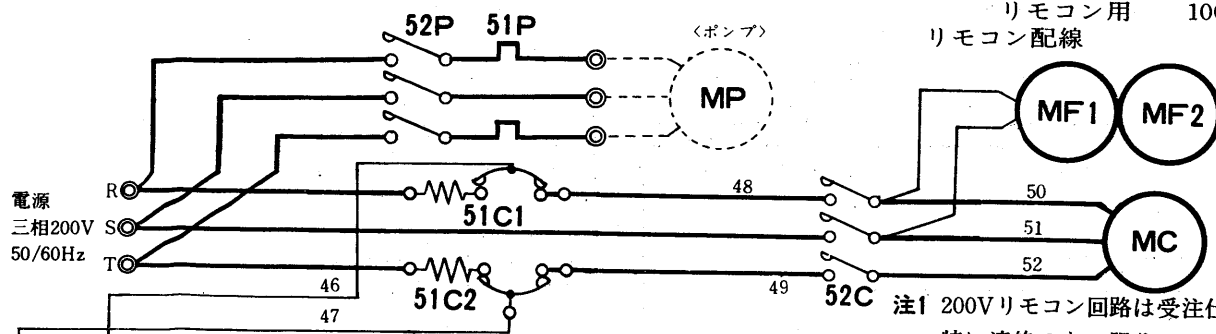 リモコン用 100
リモコン配線
52P 51P
〈ポンプ〉
MP
MF1 MF2
電源
三相200V
50/60Hz
R
S
T
51C1
48
50
51
MC
51C2
46
47
49
52C
52
注1 200Vリモコン回路は受注仕